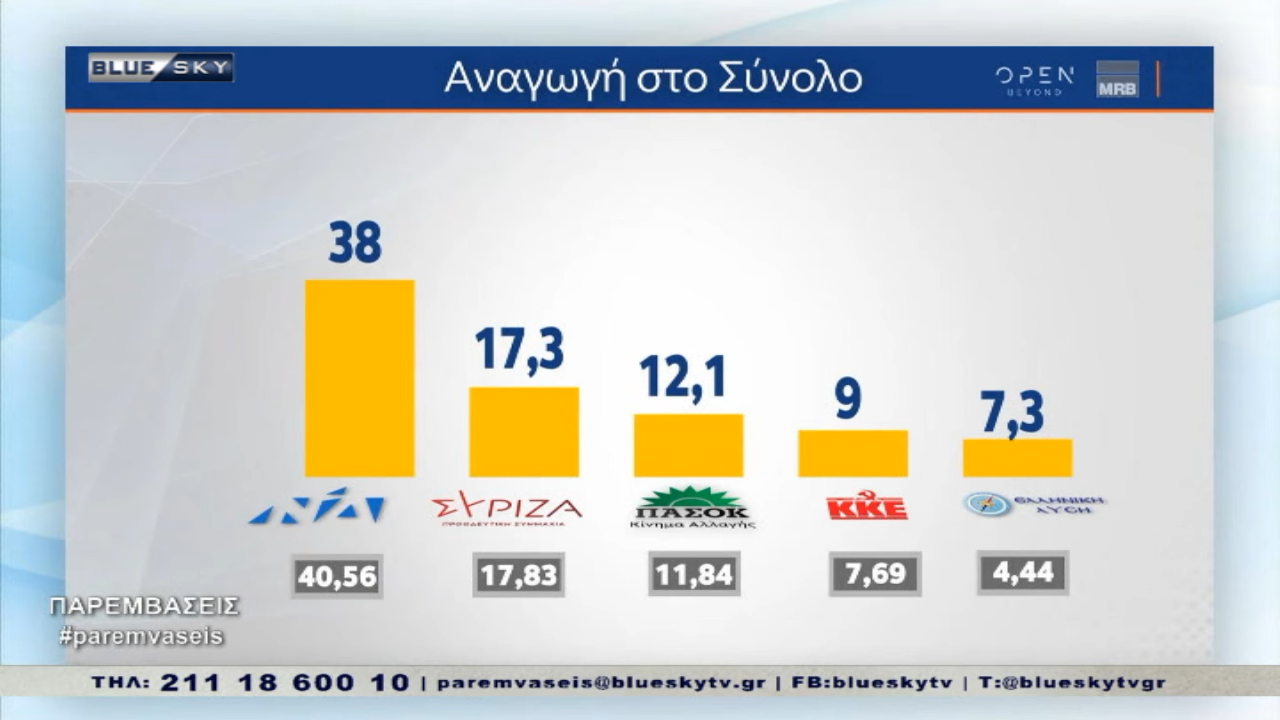 BLUE SKY
Αναγωγή στο Σύνολο
OPEN
BEYOND
MRB
38
17,3
12,1
9
7,3
ΝΔ
ΣΥΡΙΖΑ
ΠΡΟΟΔΕΥΤΙΚΗ ΣΥΜΜΑΧΙΑ
ΠΑΣΟΚ
Κίνημα Αλλαγής
ΚΚΕ
ΕΛΛΗΝΙΚΗ
ΛΥΣΗ
40,56
17,83
11,84
7,69
4,44
ΠΑΡΕΜΒΑΣΕΙΣ
#paremvaseis
ΤΗΛ: 211 18 600 10 | paremvaseis@blueskytv.gr | FB:blueskytv | T:@blueskytvgr